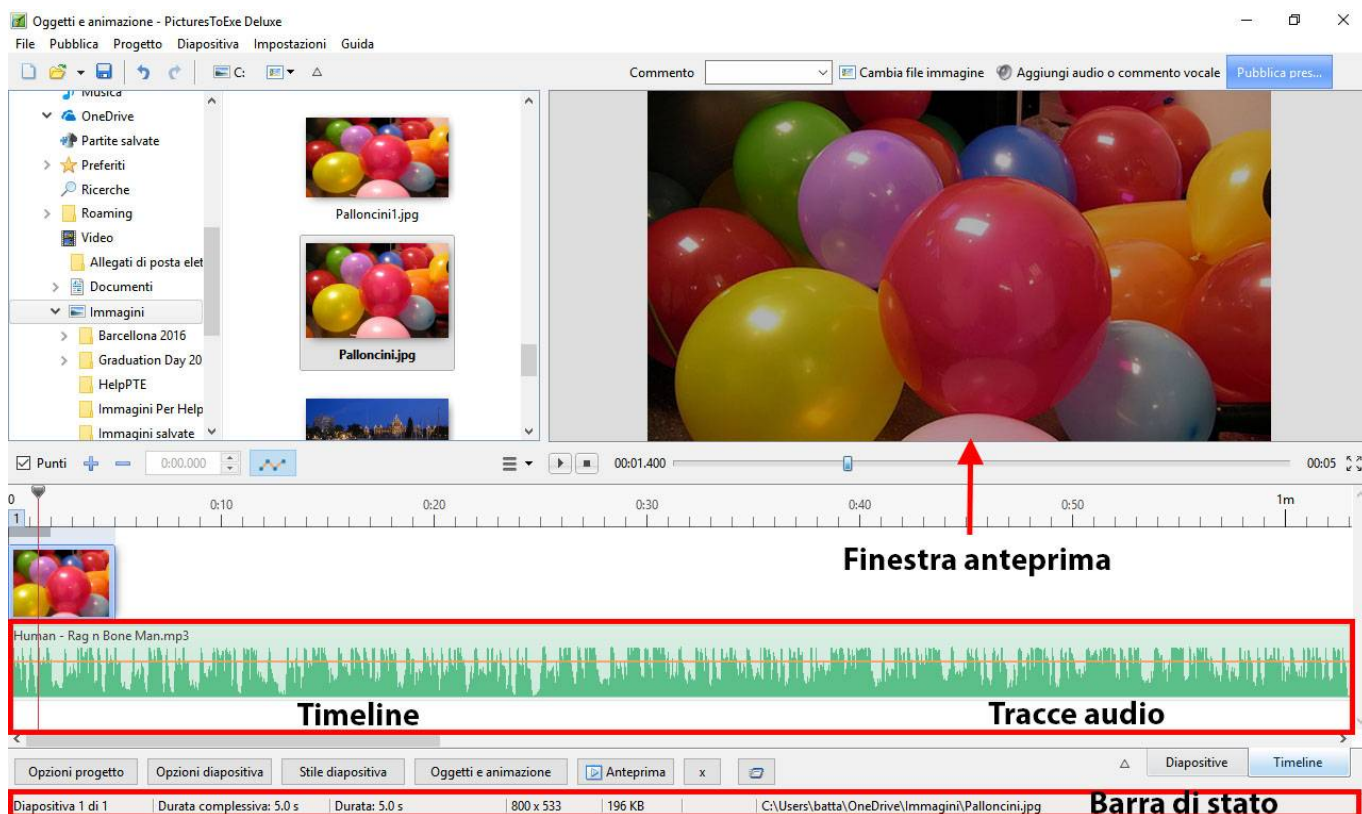 Oggetti e animazione - PicturesToExe Deluxe
File Pubblica Progetto Diapositiva Impostazioni Guida
C:
Commento
Cambia file immagine
Aggiungi audio o commento vocale
Pubblica pres...
Musica
OneDrive
Partite salvate
Preferiti
Ricerche
Roaming
Video
Allegati di posta elet
Documenti
Immagini
Barcellona 2016
Graduation Day 20
HelpPTE
Immagini Per Help
Immagini salvate
Palloncini1.jpg
Palloncini.jpg
Punti
0:00.000
00:01.400
00:05
0 0:10 0:20 0:30 0:40 0:50 1m
1
Finestra anteprima
Human - Rag n Bone Man.mp3
Timeline
Tracce audio
Opzioni progetto
Opzioni diapositiva
Stile diapositiva
Oggetti e animazione
Anteprima
x
Diapositive
Timeline
Diapositiva 1 di 1
Durata complessiva: 5.0 s
Durata: 5.0 s
800 x 533
196 KB
C:\Users\batta\OneDrive\Immagini\Palloncini.jpg
Barra di stato